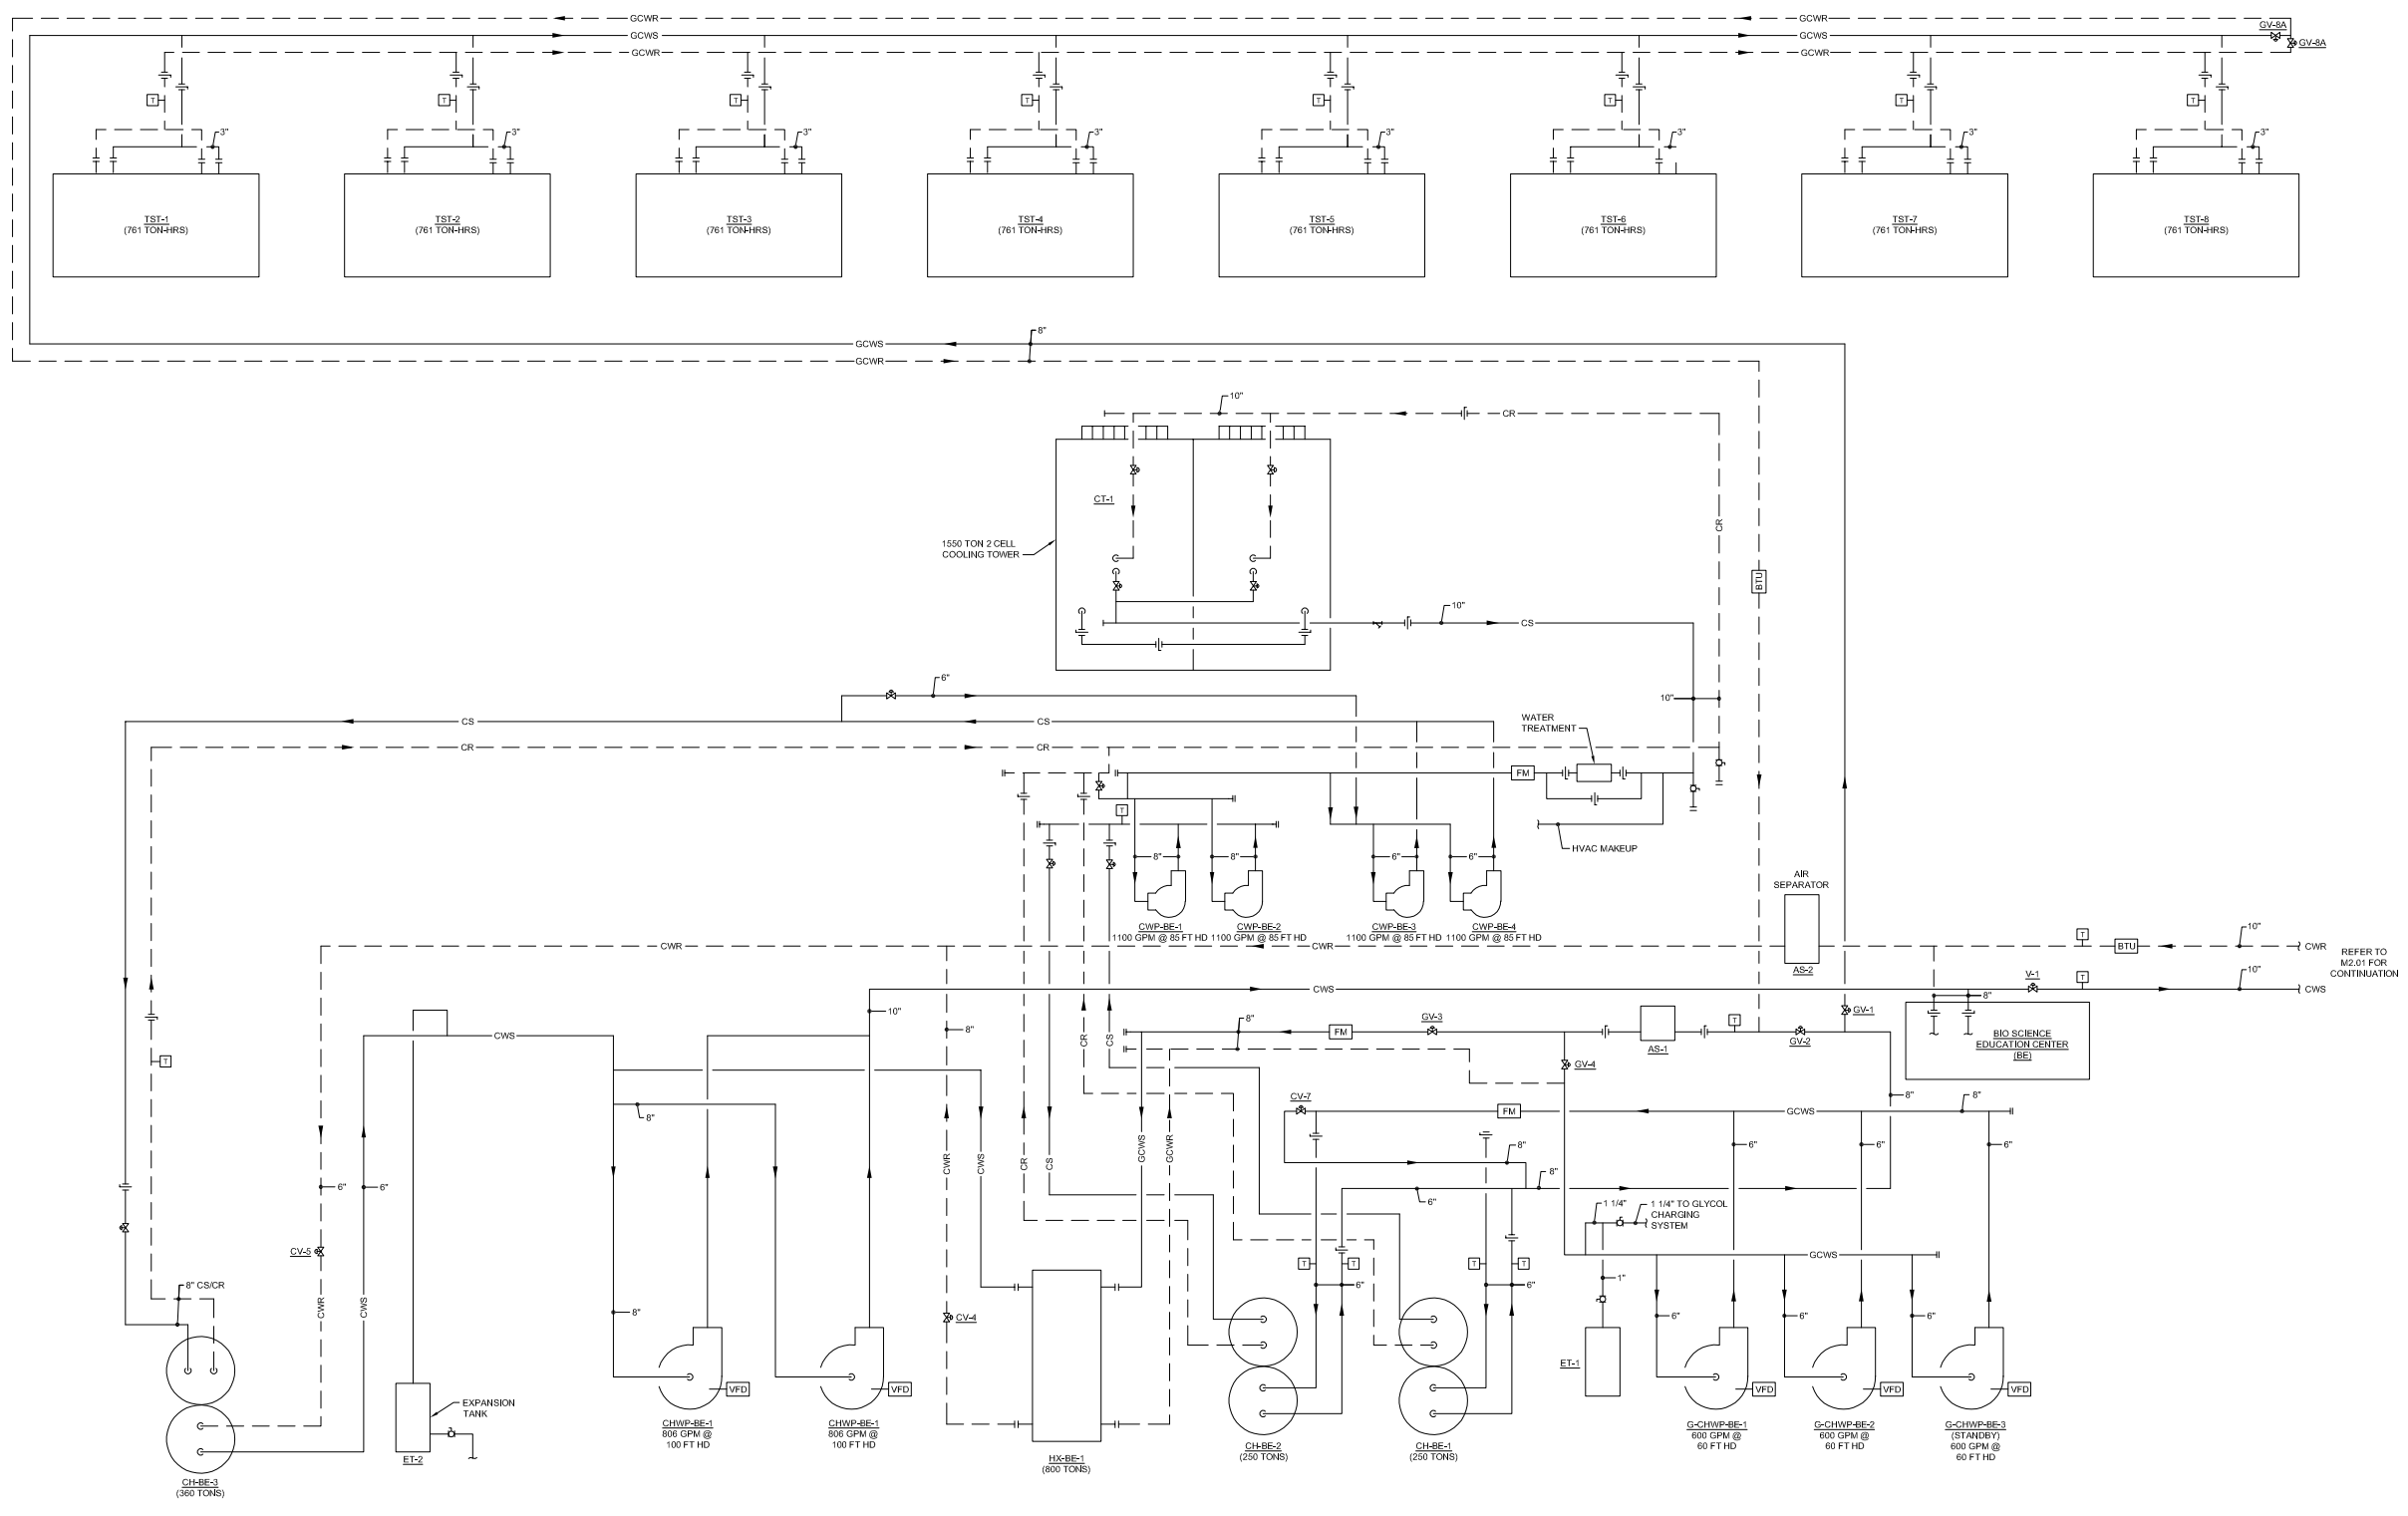 GCWR
GCWR
GV-8A
GCWS
GCWS
GV-8A
GCWR
GCWR
T
T
T
T
T
T
T
T
3"
3"
3"
3"
3"
3"
3"
3"
TST-1
(761 TON-HRS)
TST-2
(761 TON-HRS)
TST-3
(761 TON-HRS)
TST-4
(761 TON-HRS)
TST-5
(761 TON-HRS)
TST-6
(761 TON-HRS)
TST-7
(761 TON-HRS)
TST-8
(761 TON-HRS)
8"
GCWS
GCWR
10"
CR
CT-1
CR
1550 TON 2 CELL
COOLING TOWER
BTU
10"
CS
6"
10"
CS
CS
WATER
TREATMENT
CR
CR
FM
T
HVAC MAKEUP
8"
8"
6"
6"
AIR
SEPARATOR
CWP-BE-1
1100 GPM @ 85 FT HD
CWP-BE-2
1100 GPM @ 85 FT HD
CWP-BE-3
1100 GPM @ 85 FT HD
CWP-BE-4
1100 GPM @ 85 FT HD
CWR
CWR
T
BTU
10"
CWR
REFER TO
M2.01 FOR
CONTINUATION
AS-2
V-1
T
10"
CWS
CWS
8"
10"
8"
CWS
8"
FM
GV-3
AS-1
T
GV-2
GV-1
BIO SCIENCE
EDUCATION CENTER
(BE)
CR
CS
T
GV-4
8"
CV-7
FM
GCWS
8"
8"
6"
6"
6"
8"
CWR
CWS
CR
CS
GCWS
GCWR
8"
6"
6"
6"
8"
1 1/4"
1 1/4" TO GLYCOL
CHARGING
SYSTEM
CV-5
T
T
T
T
GCWS
8" CS/CR
CWR
CWS
8"
CV-4
6"
6"
1"
6"
6"
6"
EXPANSION
TANK
VFD
VFD
ET-1
VFD
VFD
VFD
ET-2
CH-BE-3
(360 TONS)
CHWP-BE-1
806 GPM @
100 FT HD
CHWP-BE-1
806 GPM @
100 FT HD
HX-BE-1
(800 TONS)
CH-BE-2
(250 TONS)
CH-BE-1
(250 TONS)
G-CHWP-BE-1
600 GPM @
60 FT HD
G-CHWP-BE-2
600 GPM @
60 FT HD
G-CHWP-BE-3
(STANDBY)
600 GPM @
60 FT HD